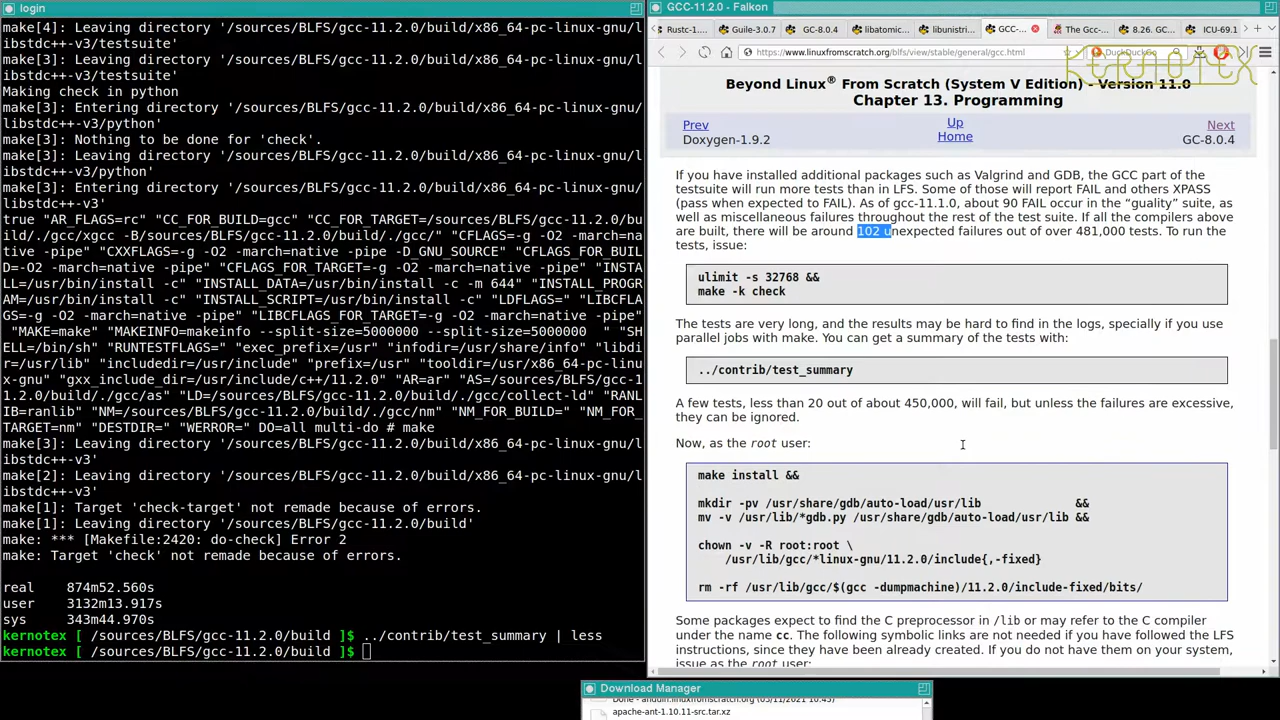 login
make[4]: Leaving directory '/sources/BLFS/gcc-11.2.0/build/x86_64-pc-linux-gnu/l
ibstdc++-v3/testsuite'
make[3]: Leaving directory '/sources/BLFS/gcc-11.2.0/build/x86_64-pc-linux-gnu/l
ibstdc++-v3/testsuite'
Making check in python
make[3]: Entering directory '/sources/BLFS/gcc-11.2.0/build/x86_64-pc-linux-gnu/
libstdc++-v3/python'
make[3]: Nothing to be done for 'check'.
make[3]: Leaving directory '/sources/BLFS/gcc-11.2.0/build/x86_64-pc-linux-gnu/l
ibstdc++-v3/python'
make[3]: Entering directory '/sources/BLFS/gcc-11.2.0/build/x86_64-pc-linux-gnu/
libstdc++-v3'
true "AR_FLAGS=rc" "CC_FOR_BUILD=gcc" "CC_FOR_TARGET=/sources/BLFS/gcc-11.2.0/bu
ild/./gcc/xgcc -B/sources/BLFS/gcc-11.2.0/build/./gcc/" "CFLAGS=-g -O2 -march=na
tive -pipe" "CXXFLAGS=-g -O2 -march=native -pipe -D_GNU_SOURCE" "CFLAGS_FOR_BUIL
D=-O2 -march=native -pipe" "CFLAGS_FOR_TARGET=-g -O2 -march=native -pipe" "INSTA
LL=/usr/bin/install -c" "INSTALL_DATA=/usr/bin/install -c -m 644" "INSTALL_PROGR
AM=/usr/bin/install -c" "INSTALL_SCRIPT=/usr/bin/install -c" "LDFLAGS=" "LIBCFLA
GS=-g -O2 -march=native -pipe" "LIBCFLAGS_FOR_TARGET=-g -O2 -march=native -pipe"
"MAKE=make" "MAKEINFO=makeinfo --split-size=5000000 --split-size=5000000  " "SH
ELL=/bin/sh" "RUNTESTFLAGS=" "exec_prefix=/usr" "infodir=/usr/share/info" "libdi
r=/usr/lib" "includedir=/usr/include" "prefix=/usr" "tooldir=/usr/x86_64-pc-linu
x-gnu" "gxx_include_dir=/usr/include/c++/11.2.0" "AR=ar" "AS=/sources/BLFS/gcc-1
1.2.0/build/./gcc/as" "LD=/sources/BLFS/gcc-11.2.0/build/./gcc/collect-ld" "RANL
IB=ranlib" "NM=/sources/BLFS/gcc-11.2.0/build/./gcc/nm" "NM_FOR_BUILD=" "NM_FOR_
TARGET=nm" "DESTDIR=" "WERROR=" DO=all multi-do # make
make[3]: Leaving directory '/sources/BLFS/gcc-11.2.0/build/x86_64-pc-linux-gnu/l
ibstdc++-v3'
make[2]: Leaving directory '/sources/BLFS/gcc-11.2.0/build/x86_64-pc-linux-gnu/l
ibstdc++-v3'
make[1]: Target 'check-target' not remade because of errors.
make[1]: Leaving directory '/sources/BLFS/gcc-11.2.0/build'
make: *** [Makefile:2420: do-check] Error 2
make: Target 'check' not remade because of errors.
real    874m52.560s
user    3132m13.917s
sys     343m44.970s
kernotex [ /sources/BLFS/gcc-11.2.0/build ]$ ../contrib/test_summary | less
kernotex [ /sources/BLFS/gcc-11.2.0/build ]$
GCC-11.2.0 - Falkon
Rustc-1.... Guile-3.0.7 GC-8.0.4 libatomic... libunistri... GCC-... The Gcc-... 8.26. GC... ICU-69.1
https://www.linuxfromscratch.org/blfs/view/stable/general/gcc.html DuckDuckGo
KERNOTEX
Beyond Linux® From Scratch (System V Edition) - Version 11.0
Chapter 13. Programming
Prev Up Next
Doxygen-1.9.2 Home GC-8.0.4
If you have installed additional packages such as Valgrind and GDB, the GCC part of the
testsuite will run more tests than in LFS. Some of those will report FAIL and others XPASS
(pass when expected to FAIL). As of gcc-11.1.0, about 90 FAIL occur in the “quality” suite, as
well as miscellaneous failures throughout the rest of the test suite. If all the compilers above
are built, there will be around 102 unexpected failures out of over 481,000 tests. To run the
tests, issue:
ulimit -s 32768 &&
make -k check
The tests are very long, and the results may be hard to find in the logs, specially if you use
parallel jobs with make. You can get a summary of the tests with:
../contrib/test_summary
A few tests, less than 20 out of about 450,000, will fail, but unless the failures are excessive,
they can be ignored.
Now, as the root user:
make install &&
mkdir -pv /usr/share/gdb/auto-load/usr/lib              &&
mv -v /usr/lib/*gdb.py /usr/share/gdb/auto-load/usr/lib &&
chown -v -R root:root \
/usr/lib/gcc/*linux-gnu/11.2.0/include{,-fixed}
rm -rf /usr/lib/gcc/$(gcc -dumpmachine)/11.2.0/include-fixed/bits/
Some packages expect to find the C preprocessor in /lib or may refer to the C compiler
under the name cc. The following symbolic links are not needed if you have followed the LFS
instructions, since they have been already created. If you do not have them on your system,
issue as the root user:
Download Manager
Done - anduin.linuxfromscratch.org (05/11/2021 10:45)
apache-ant-1.10.11-src.tar.xz